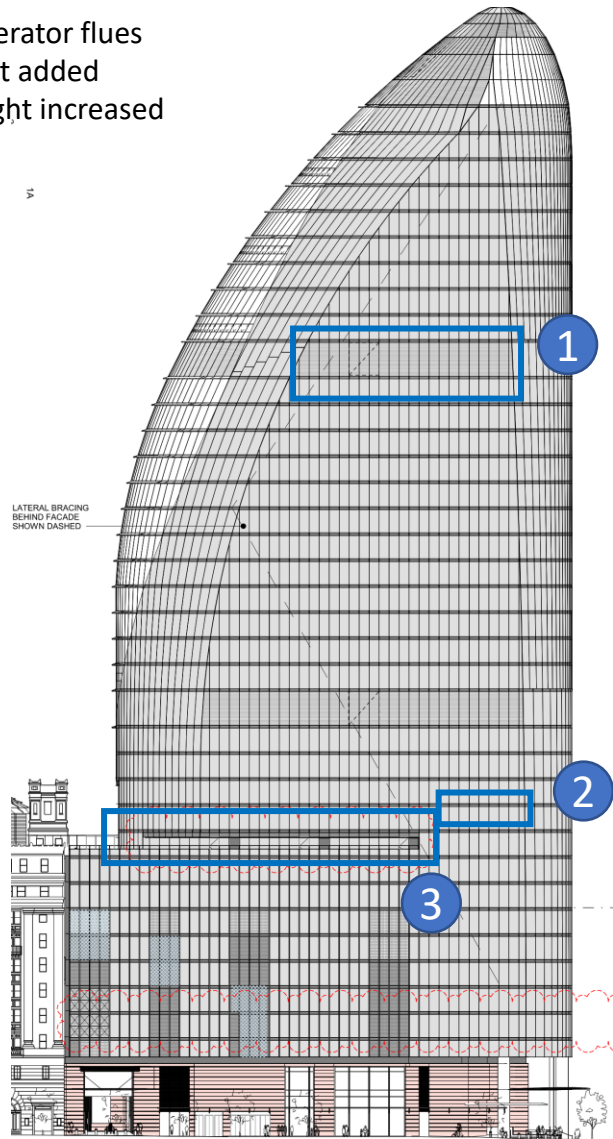 erator flues
t added
ght increased
1A
1
LATERAL BRACING
BEHIND FACADE
SHOWN DASHED
2
3